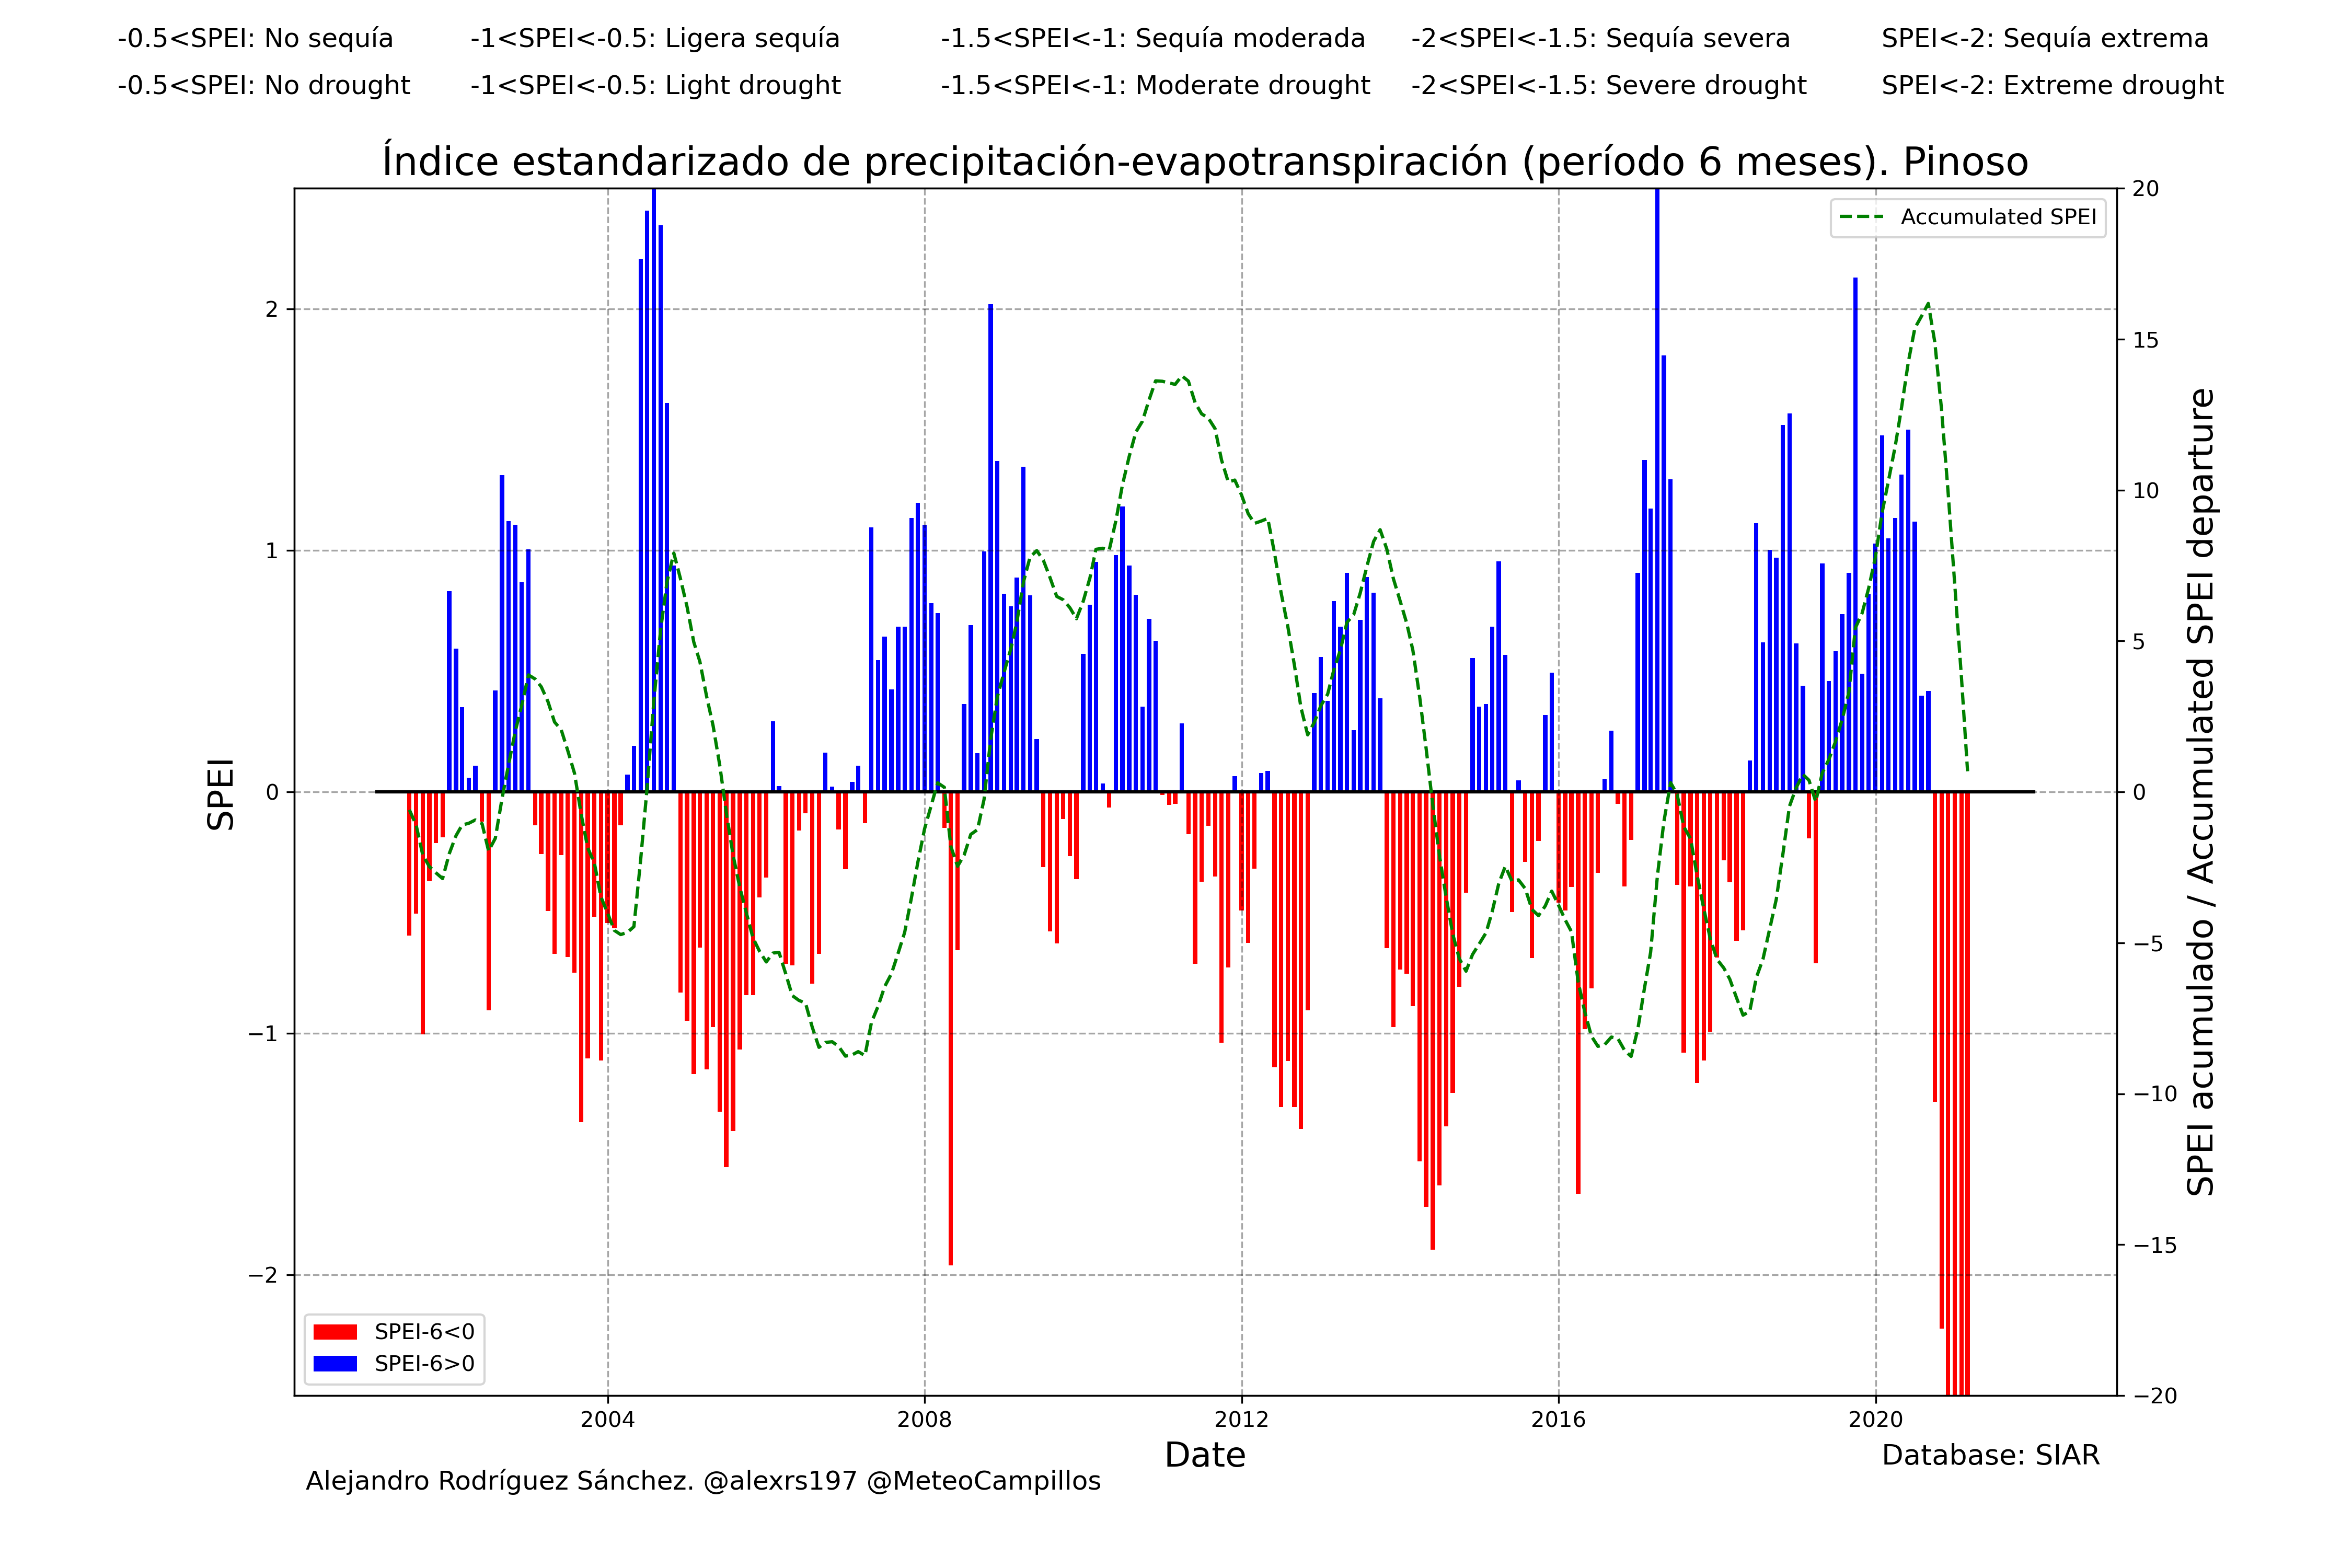 -0.5<SPEI: No sequía -1<SPEI<-0.5: Ligera sequía -1.5<SPEI<-1: Sequía moderada -2<SPEI<-1.5: Sequía severa SPEI<-2: Sequía extrema
-0.5<SPEI: No drought -1<SPEI<-0.5: Light drought -1.5<SPEI<-1: Moderate drought -2<SPEI<-1.5: Severe drought SPEI<-2: Extreme drought
Índice estandarizado de precipitación-evapotranspiración (período 6 meses). Pinoso
Accumulated SPEI
SPEI
2
1
0
−1
−2
20
15
10
5
0
−5
−10
−15
−20
SPEI acumulado / Accumulated SPEI departure
SPEI-6<0
SPEI-6>0
2004 2008 2012 2016 2020
Date
Database: SIAR
Alejandro Rodríguez Sánchez. @alexrs197 @MeteoCampillos